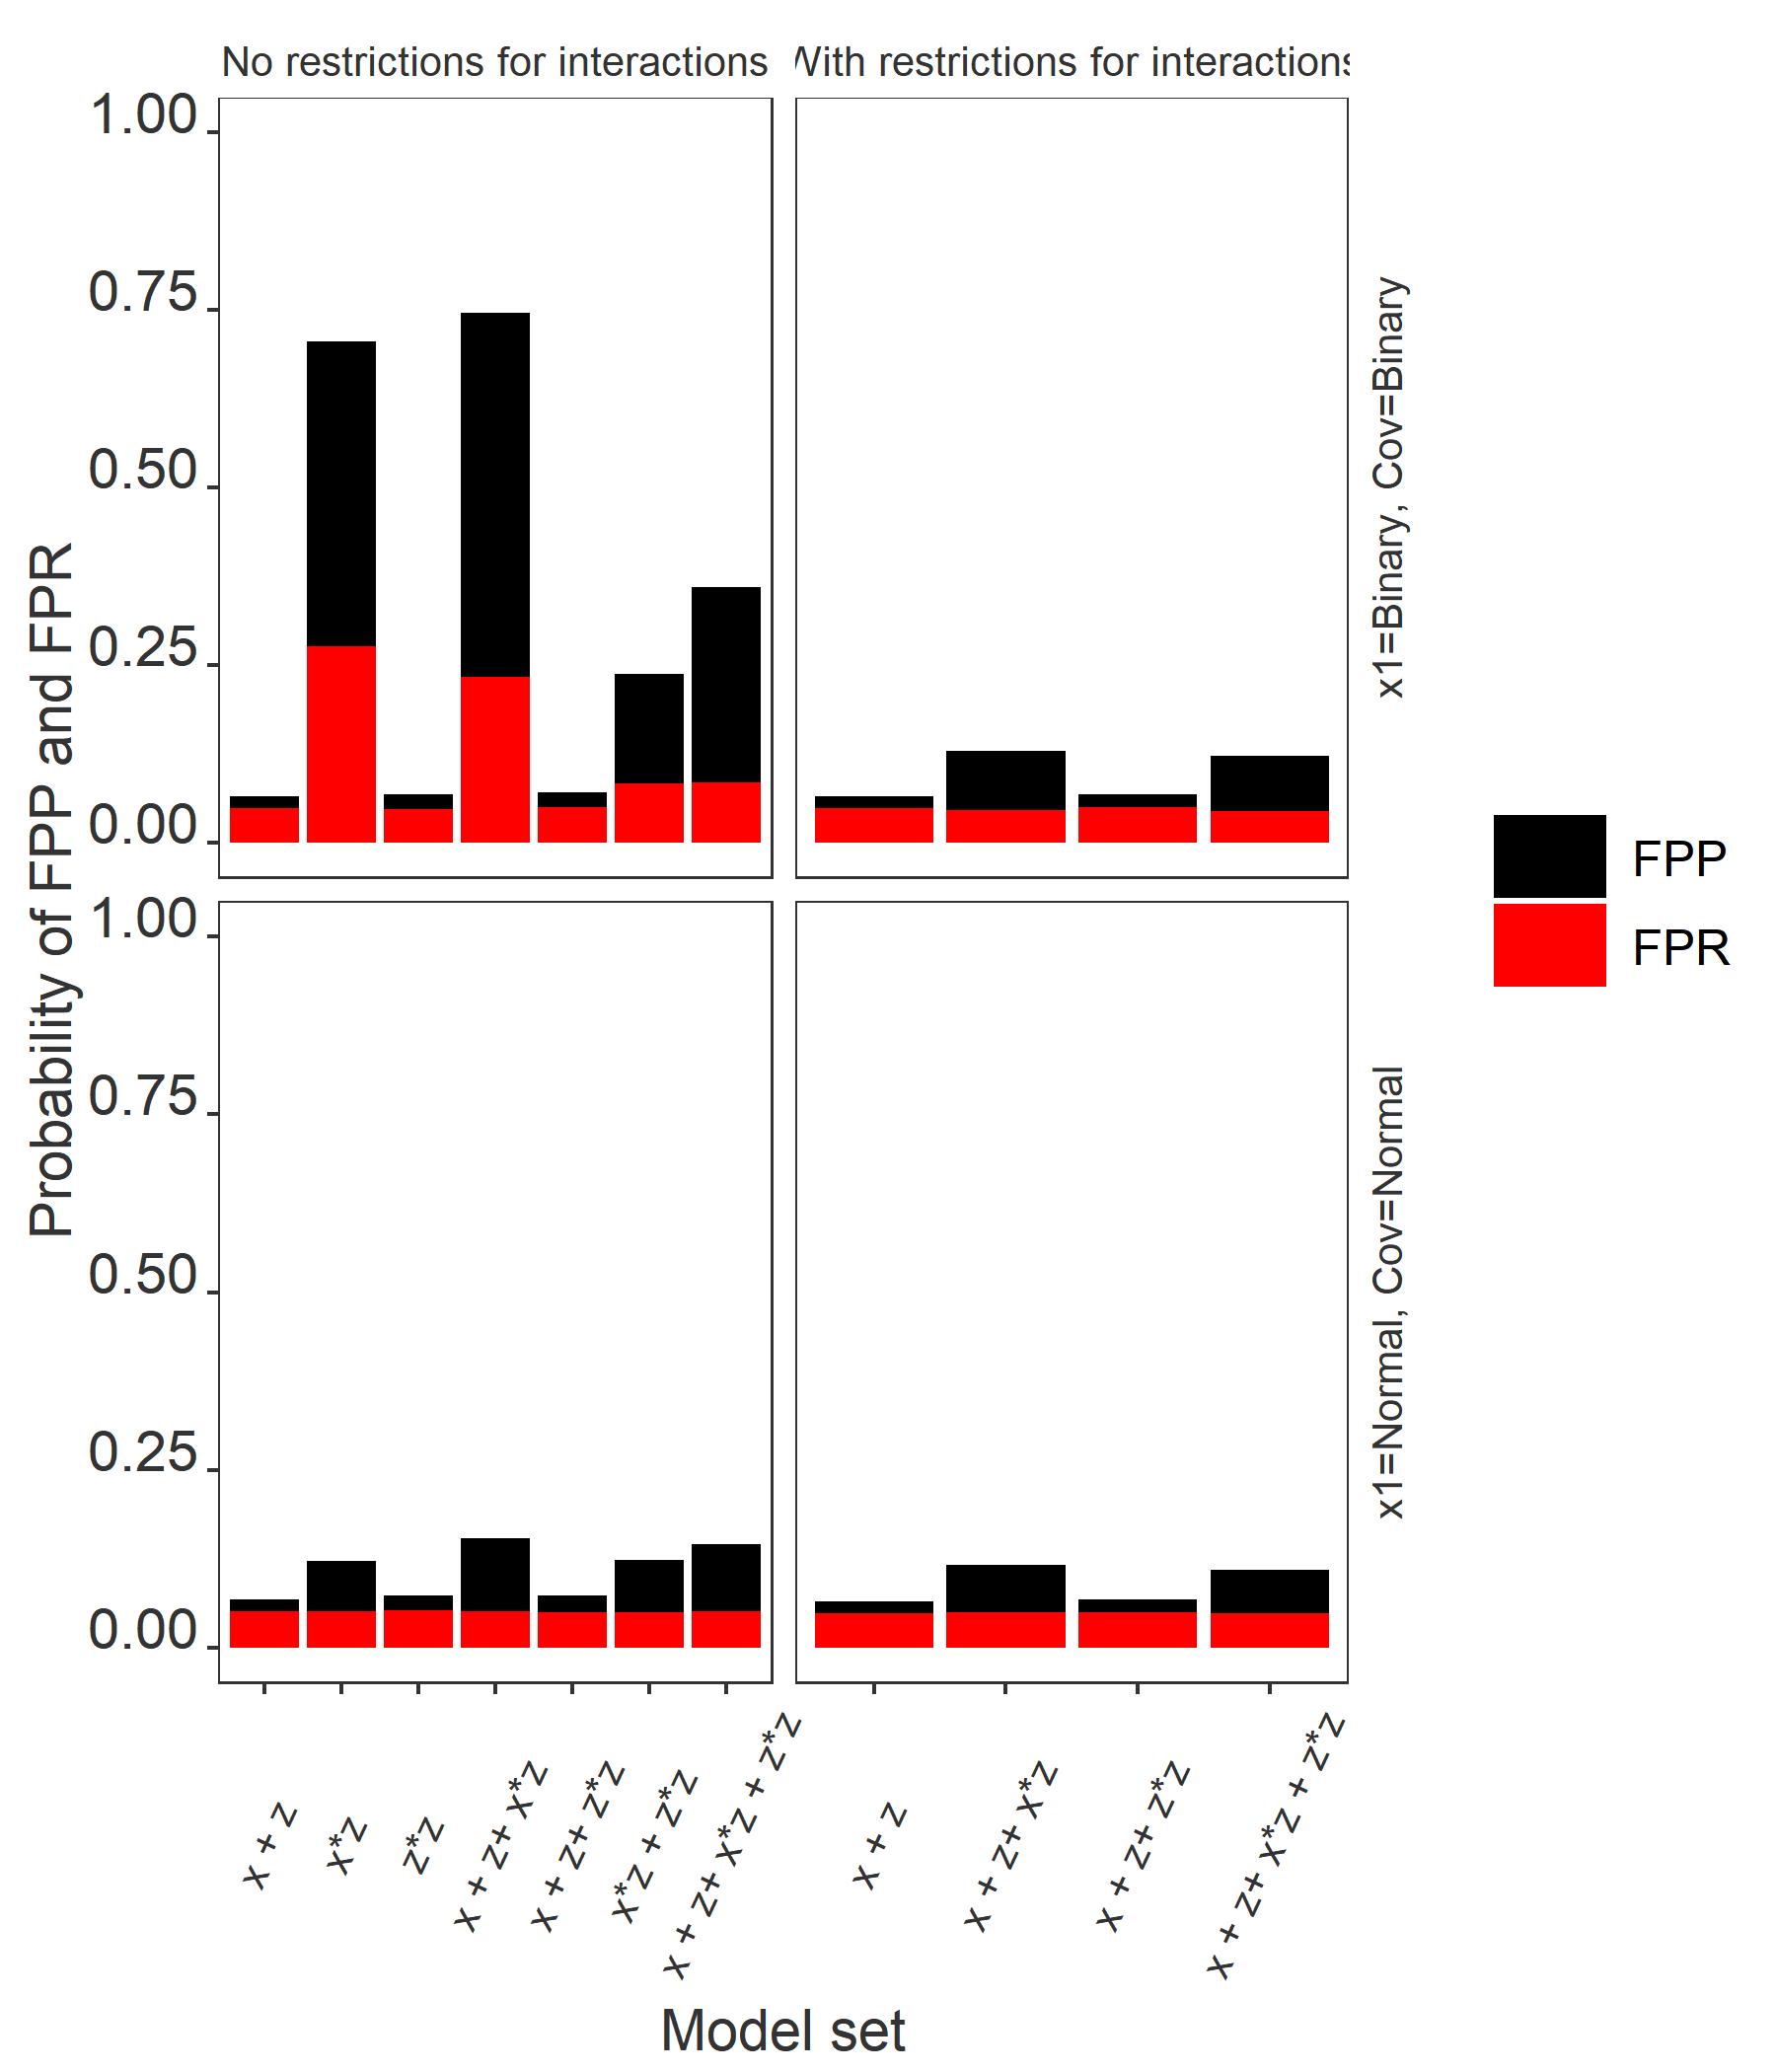 No restrictions for interactions
With restrictions for interactions
Probability of FPP and FPR
1.00
0.75
0.50
0.25
0.00
x1=Binary, Cov=Binary
1.00
0.75
0.50
0.25
0.00
x1=Normal, Cov=Normal
FPP
FPR
x + z
x*z
z*z
x + z+ x*z
x + z+ z*z
x*z + z*z
x + z+ x*z + z*z
x + z
x + z+ x*z
x + z+ z*z
x + z+ x*z + z*z
Model set